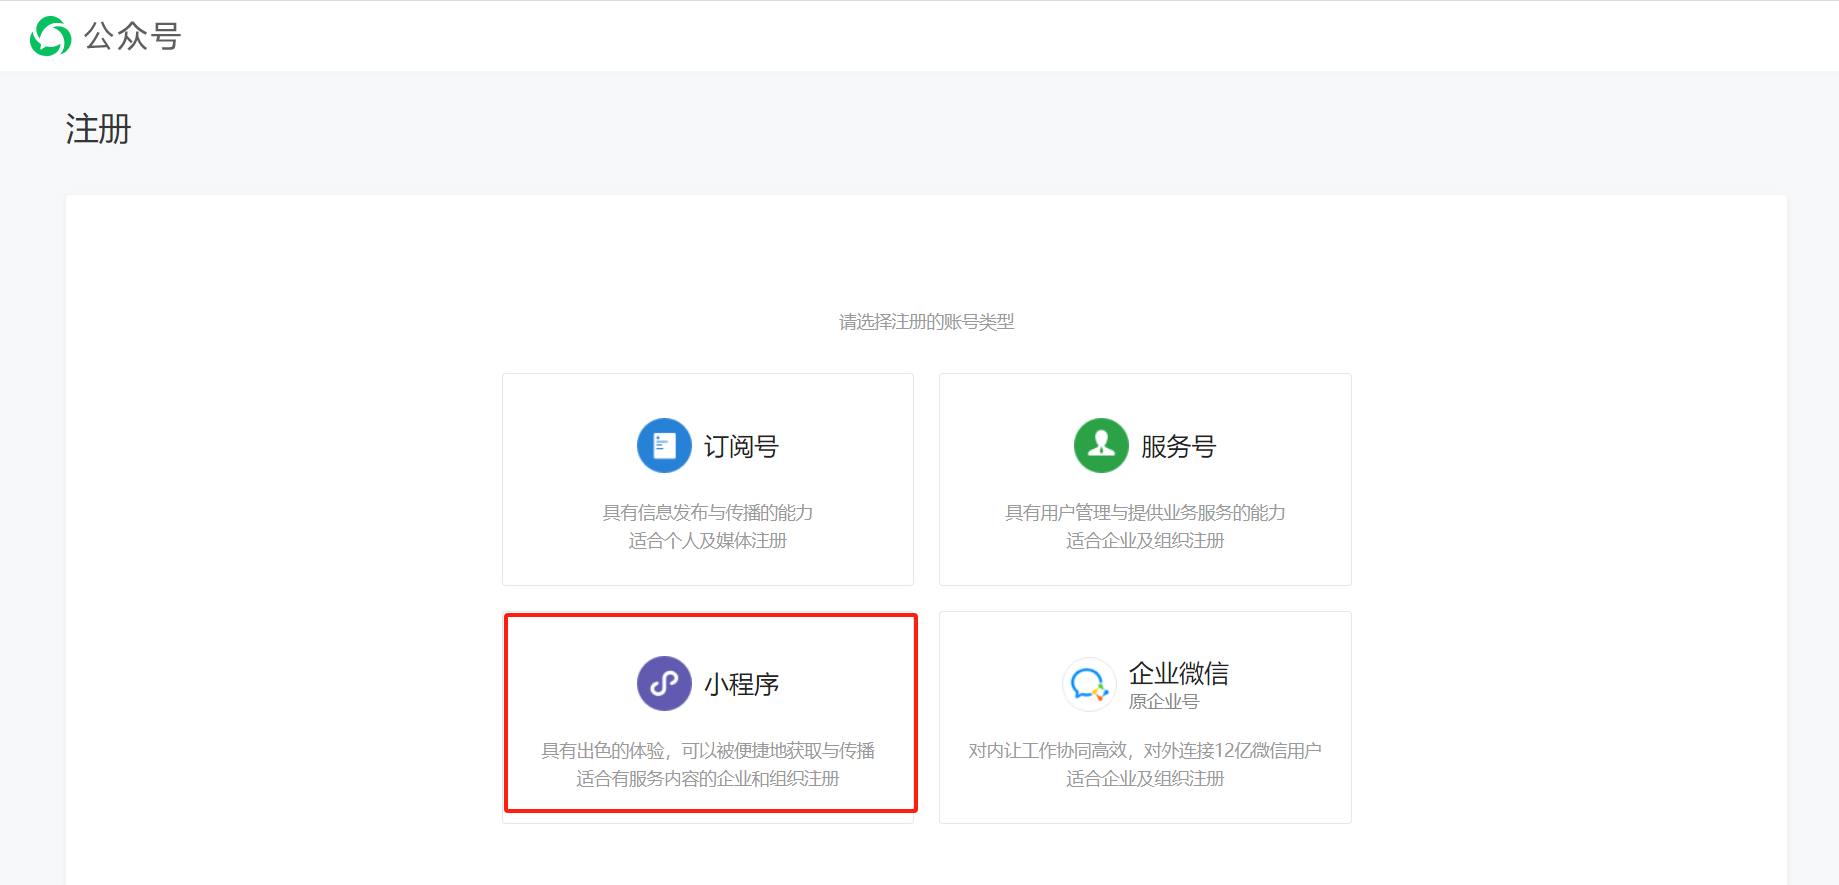 公众号
注册
请选择注册的账号类型
订阅号
具有信息发布与传播的能力
适合个人及媒体注册
服务号
具有用户管理与提供业务服务的能力
适合企业及组织注册
小程序
具有出色的体验，可以被便捷地获取与传播
适合有服务内容的企业和组织注册
企业微信
原企业号
对内让工作协同高效，对外连接12亿微信用户
适合企业及组织注册